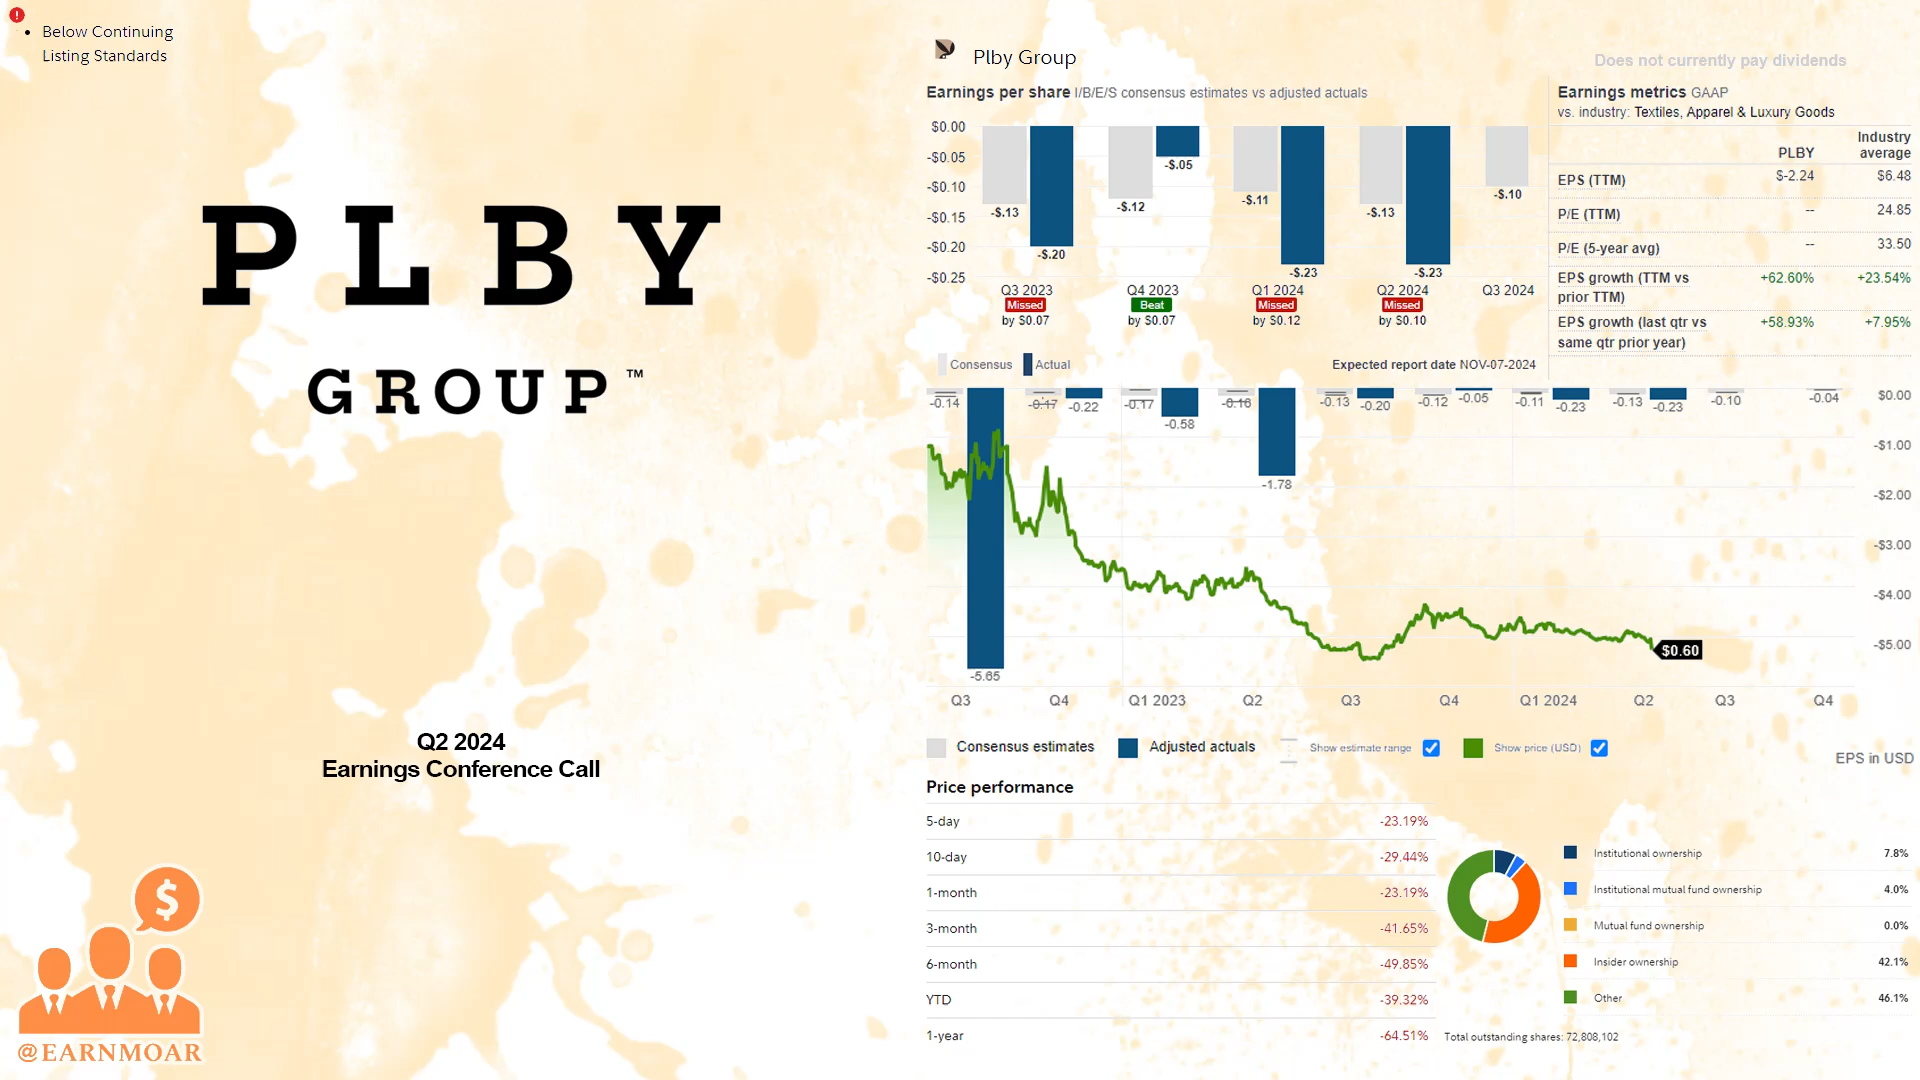 Below Continuing
Listing Standards
PLBY
GROUP™
Q2 2024
Earnings Conference Call
$
@EARNMOAR
Plby Group
Does not currently pay dividends
Earnings per share I/B/E/S consensus estimates vs adjusted actuals
$0.00
-$0.05
-$0.10
-$0.15
-$0.20
-$0.25
-$.13
-$.20
-$.12
-$.05
-$.11
-$.23
-$.13
-$.23
-$.10
Q3 2023 Q4 2023 Q1 2024 Q2 2024 Q3 2024
Missed Beat Missed Missed
by $0.07 by $0.07 by $0.12 by $0.10
Consensus Actual
Expected report date NOV-07-2024
Earnings metrics GAAP
vs. industry: Textiles, Apparel & Luxury Goods
PLBY Industry average
EPS (TTM) $-2.24 $6.48
P/E (TTM) -- 24.85
P/E (5-year avg) -- 33.50
EPS growth (TTM vs prior TTM) +62.60% +23.54%
EPS growth (last qtr vs same qtr prior year) +58.93% +7.95%
-0.14 -0.17 -0.22 -0.17 -0.58 -0.16 -1.78 -0.13 -0.20 -0.12 -0.05 -0.11 -0.23 -0.13 -0.23 -0.10 -0.04
-5.65
$0.00
-$1.00
-$2.00
-$3.00
-$4.00
-$5.00
$0.60
Q3 Q4 Q1 2023 Q2 Q3 Q4 Q1 2024 Q2 Q3 Q4
Consensus estimates Adjusted actuals Show estimate range Show price (USD)
EPS in USD
Price performance
5-day -23.19%
10-day -29.44%
1-month -23.19%
3-month -41.65%
6-month -49.85%
YTD -39.32%
1-year -64.51%
Institutional ownership 7.8%
Institutional mutual fund ownership 4.0%
Mutual fund ownership 0.0%
Insider ownership 42.1%
Other 46.1%
Total outstanding shares: 72,808,102